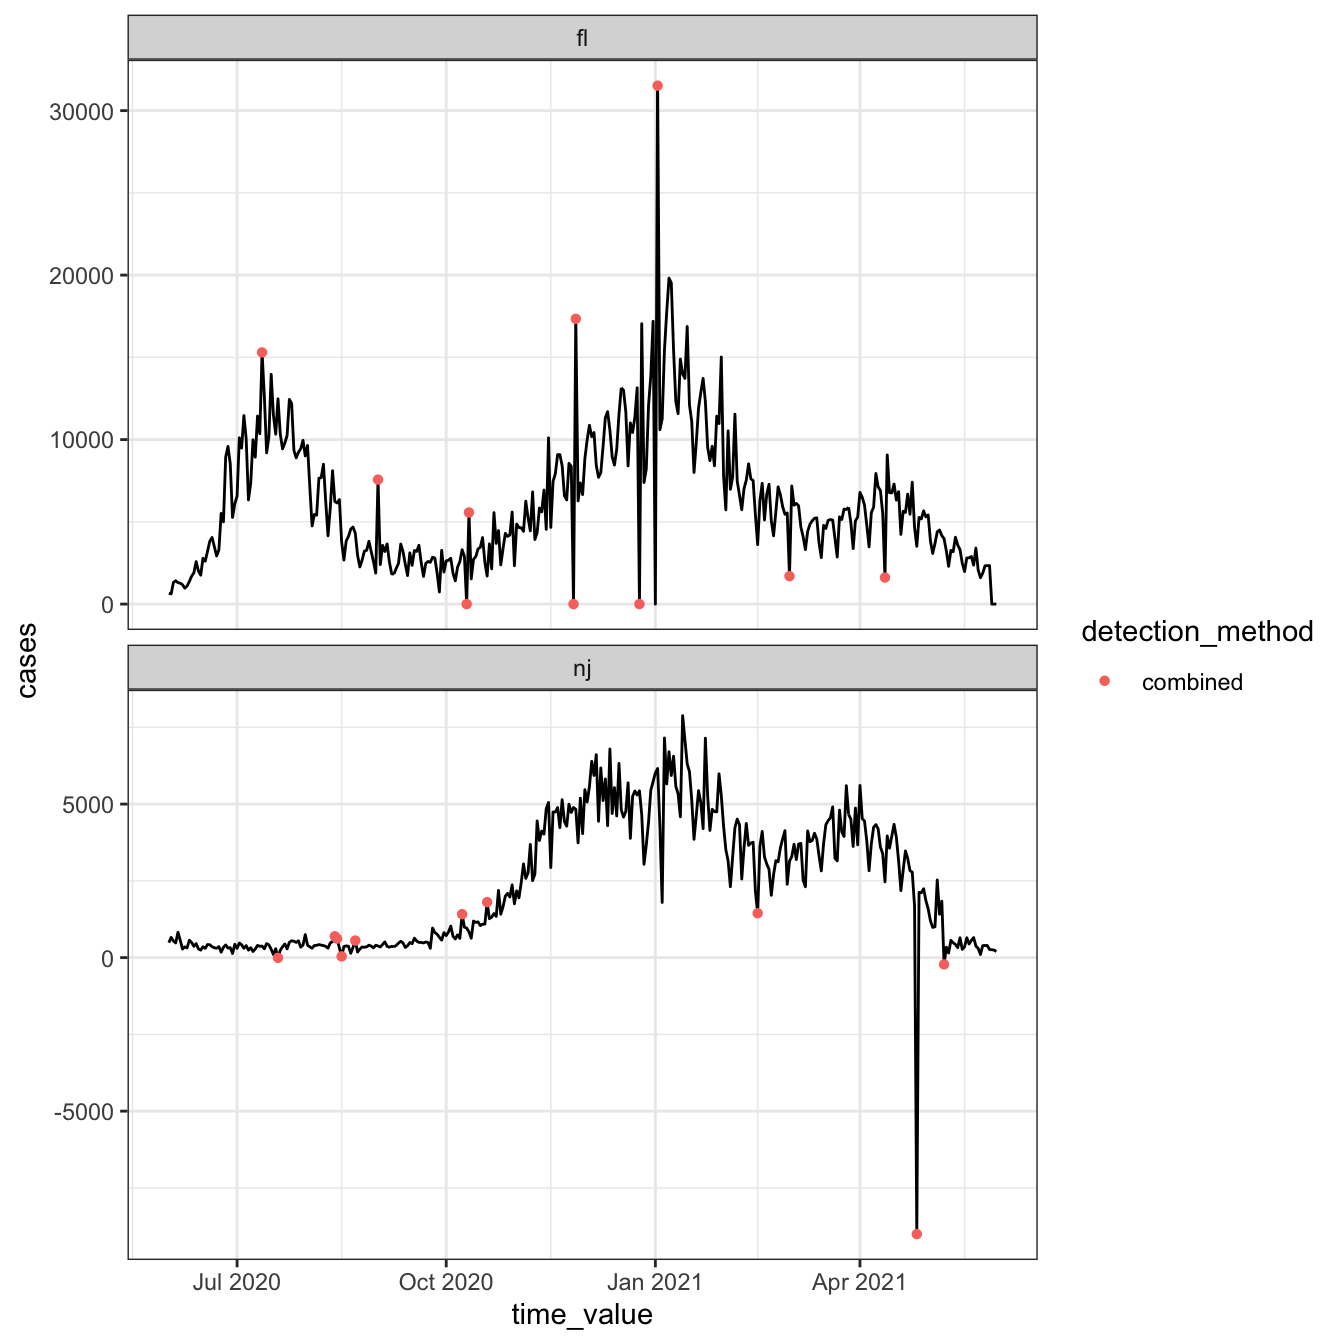 fl
30000
20000
10000
0
cases
nj
5000
0
-5000
Jul 2020
Oct 2020
Jan 2021
Apr 2021
time_value
detection_method
combined